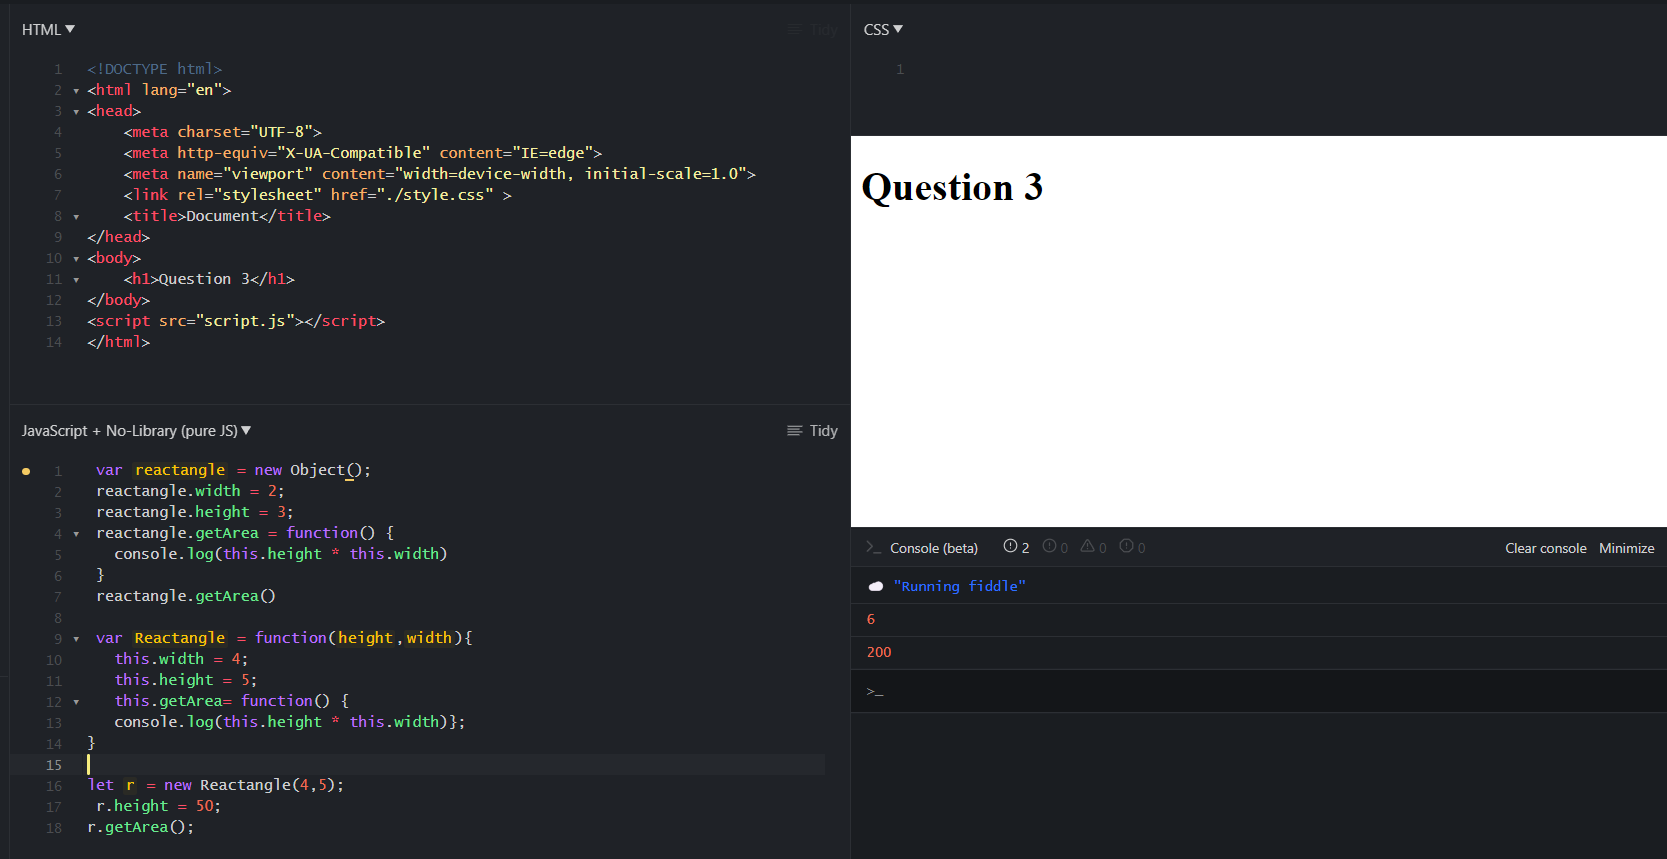 HTML ▼
Tidy
1 <!DOCTYPE html>
2 <html lang="en">
3 <head>
4 <meta charset="UTF-8">
5 <meta http-equiv="X-UA-Compatible" content="IE=edge">
6 <meta name="viewport" content="width=device-width, initial-scale=1.0">
7 <link rel="stylesheet" href="./style.css" >
8 <title>Document</title>
9 </head>
10 <body>
11 <h1>Question 3</h1>
12 </body>
13 <script src="script.js"></script>
14 </html>
JavaScript + No-Library (pure JS) ▼
Tidy
1 var reactangle = new Object();
2 reactangle.width = 2;
3 reactangle.height = 3;
4 reactangle.getArea = function() {
5 console.log(this.height * this.width)
6 }
7 reactangle.getArea()
8
9 var Reactangle = function(height,width){
10 this.width = 4;
11 this.height = 5;
12 this.getArea= function() {
13 console.log(this.height * this.width)};
14 }
15
16 let r = new Reactangle(4,5);
17 r.height = 50;
18 r.getArea();
CSS ▼
1
Question 3
>_ Console (beta) 2 0 0 0 Clear console Minimize
"Running fiddle"
6
200
>_